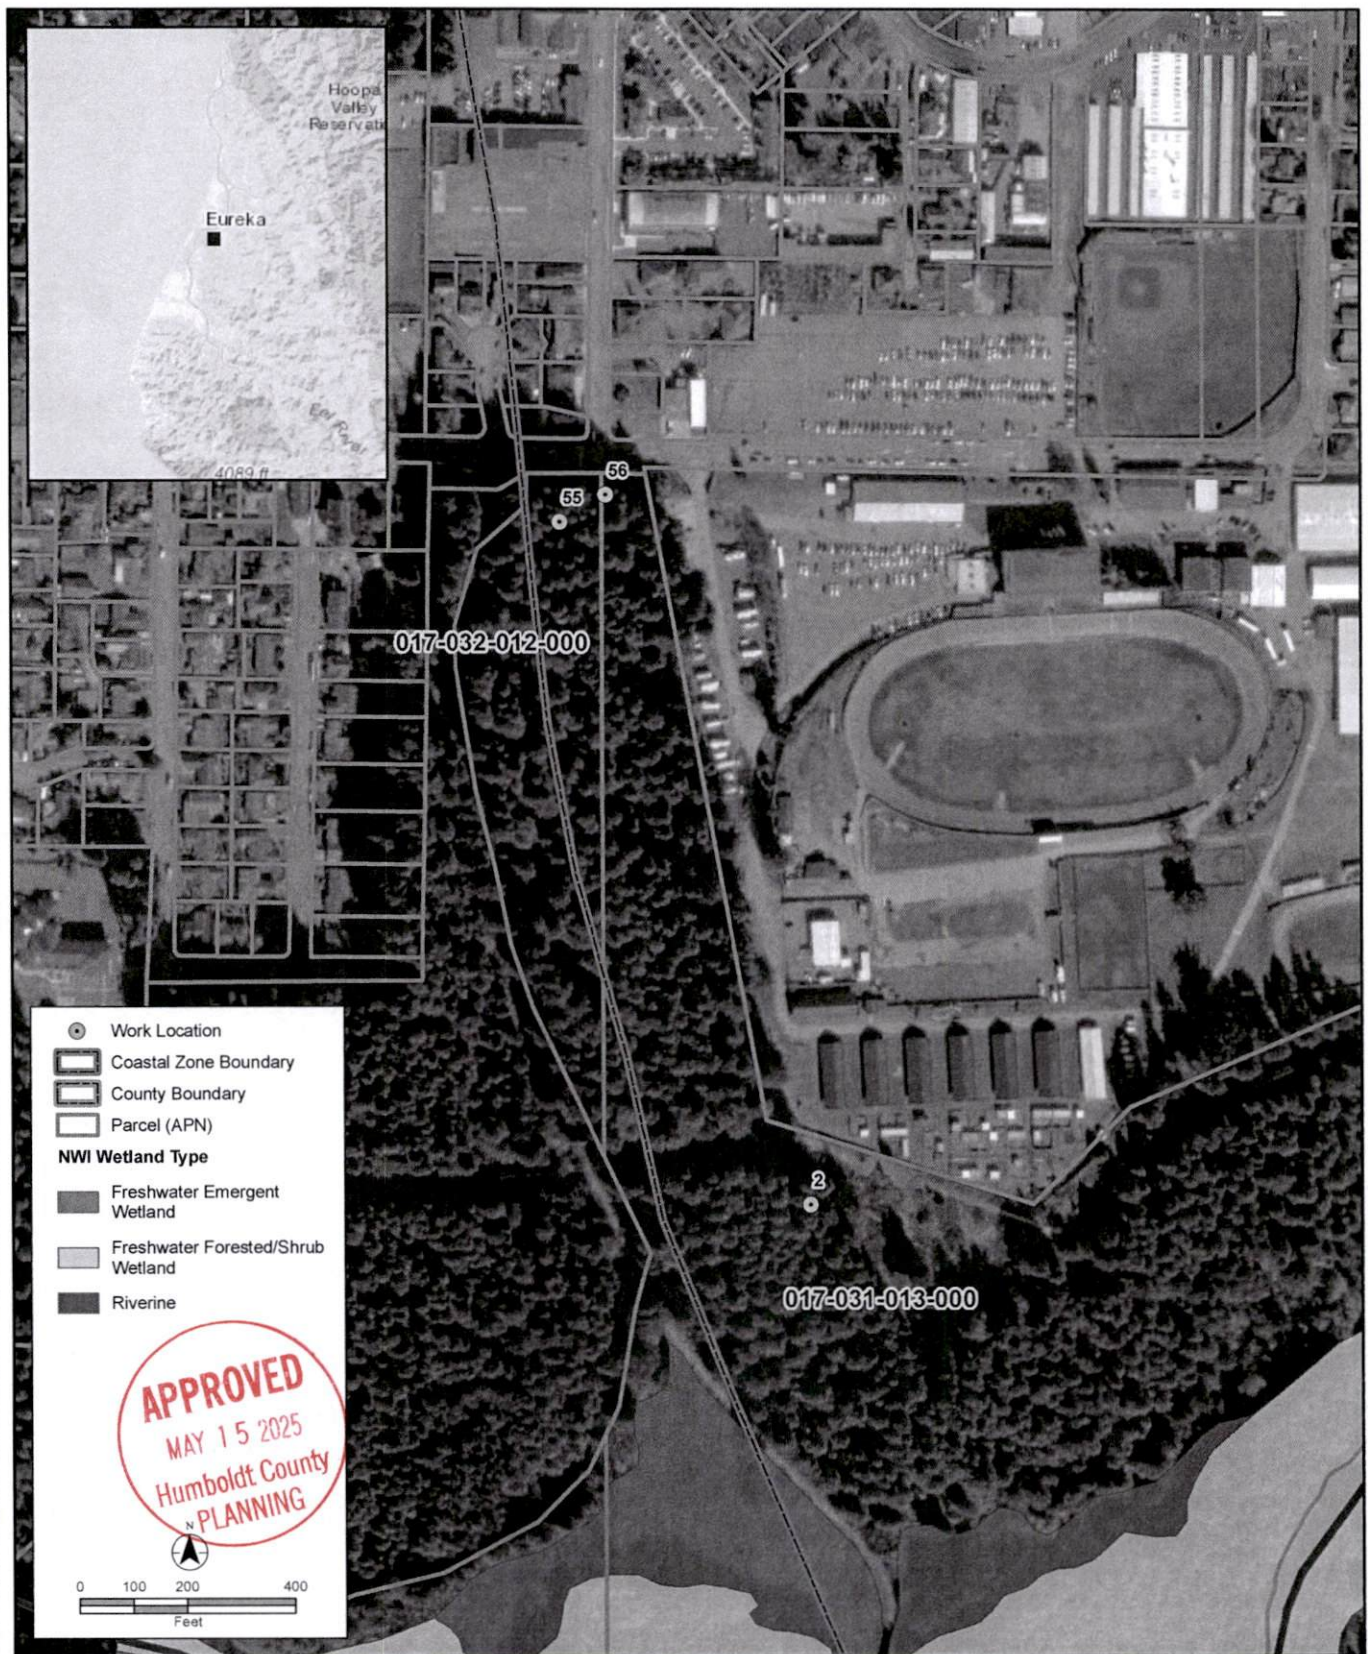 Hoopa
Valley
Reservati
Eureka
Eel River
4089 ft
56
55
017-032-012-000
2
017-031-013-000
Work Location
Coastal Zone Boundary
County Boundary
Parcel (APN)
NWI Wetland Type
Freshwater Emergent
Wetland
Freshwater Forested/Shrub
Wetland
Riverine
APPROVED
MAY 15 2025
Humboldt County
PLANNING
N
0 100 200 400
Feet